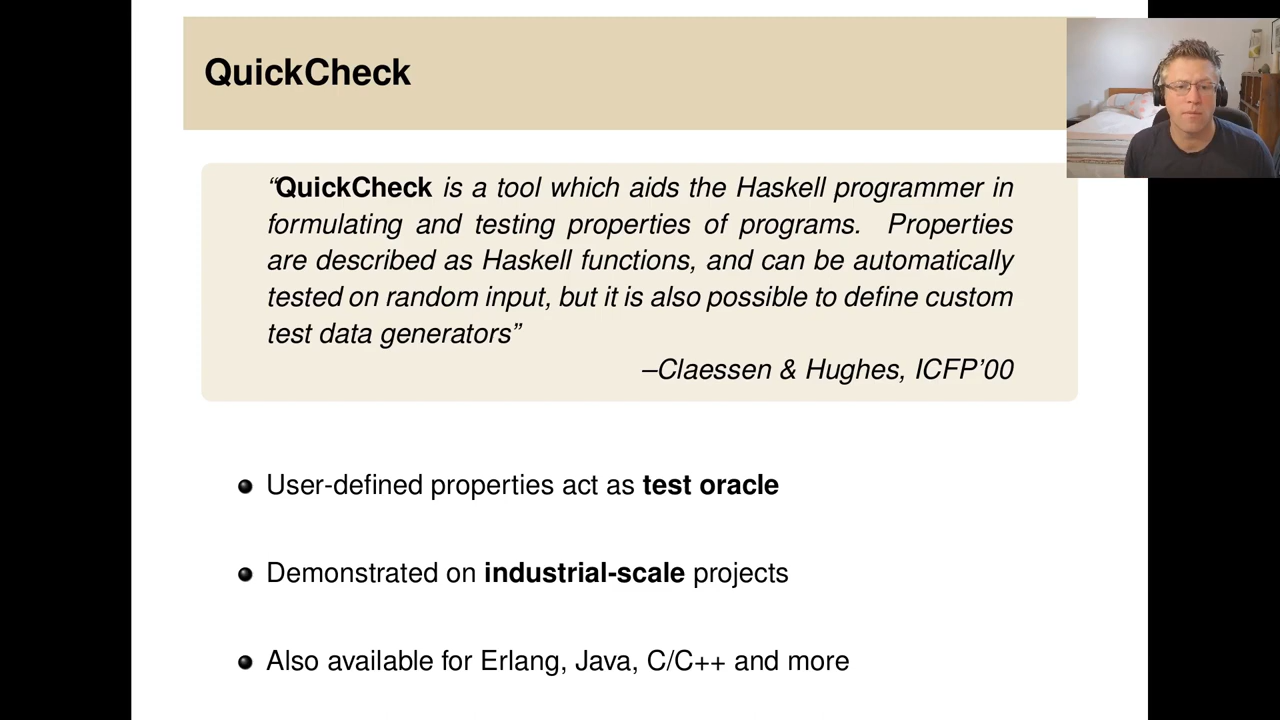 QuickCheck
“QuickCheck is a tool which aids the Haskell programmer in
formulating and testing properties of programs. Properties
are described as Haskell functions, and can be automatically
tested on random input, but it is also possible to define custom
test data generators”
–Claessen & Hughes, ICFP’00
User-defined properties act as test oracle
Demonstrated on industrial-scale projects
Also available for Erlang, Java, C/C++ and more